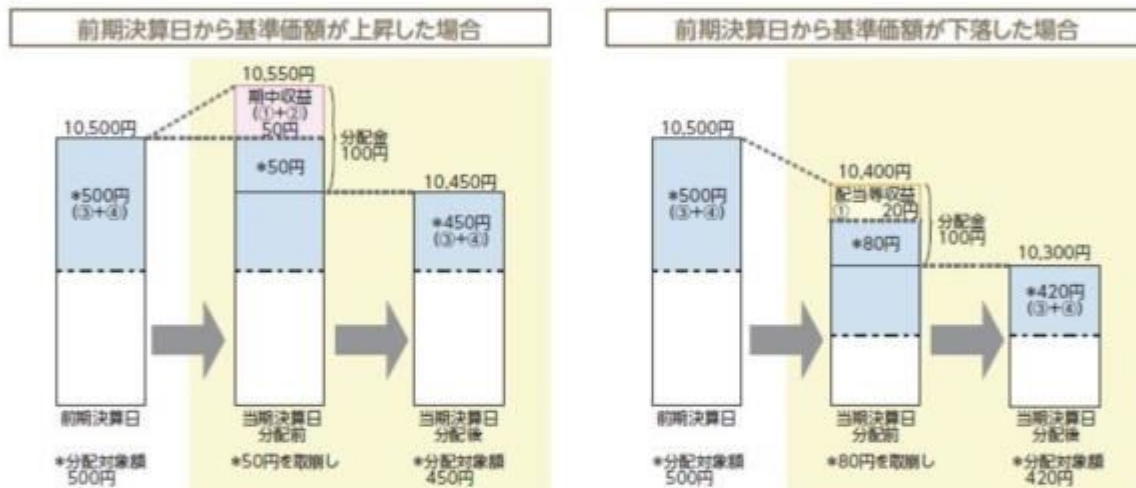 前期決算日から基準価額が上昇した場合
10,550円
期中収益
(①+②)
50円
10,500円
分配金
100円
*50円
10,450円
*500円
(③+④)
*450円
(③+④)
前期決算日
当期決算日
分配前
当期決算日
分配後
*分配対象額
500円
*50円を取崩し
*分配対象額
450円
前期決算日から基準価額が下落した場合
10,500円
10,400円
配当等収益
① 20円
*500円
(③+④)
分配金
100円
*80円
10,300円
*420円
(③+④)
前期決算日
当期決算日
分配前
当期決算日
分配後
*分配対象額
500円
*80円を取崩し
*分配対象額
420円